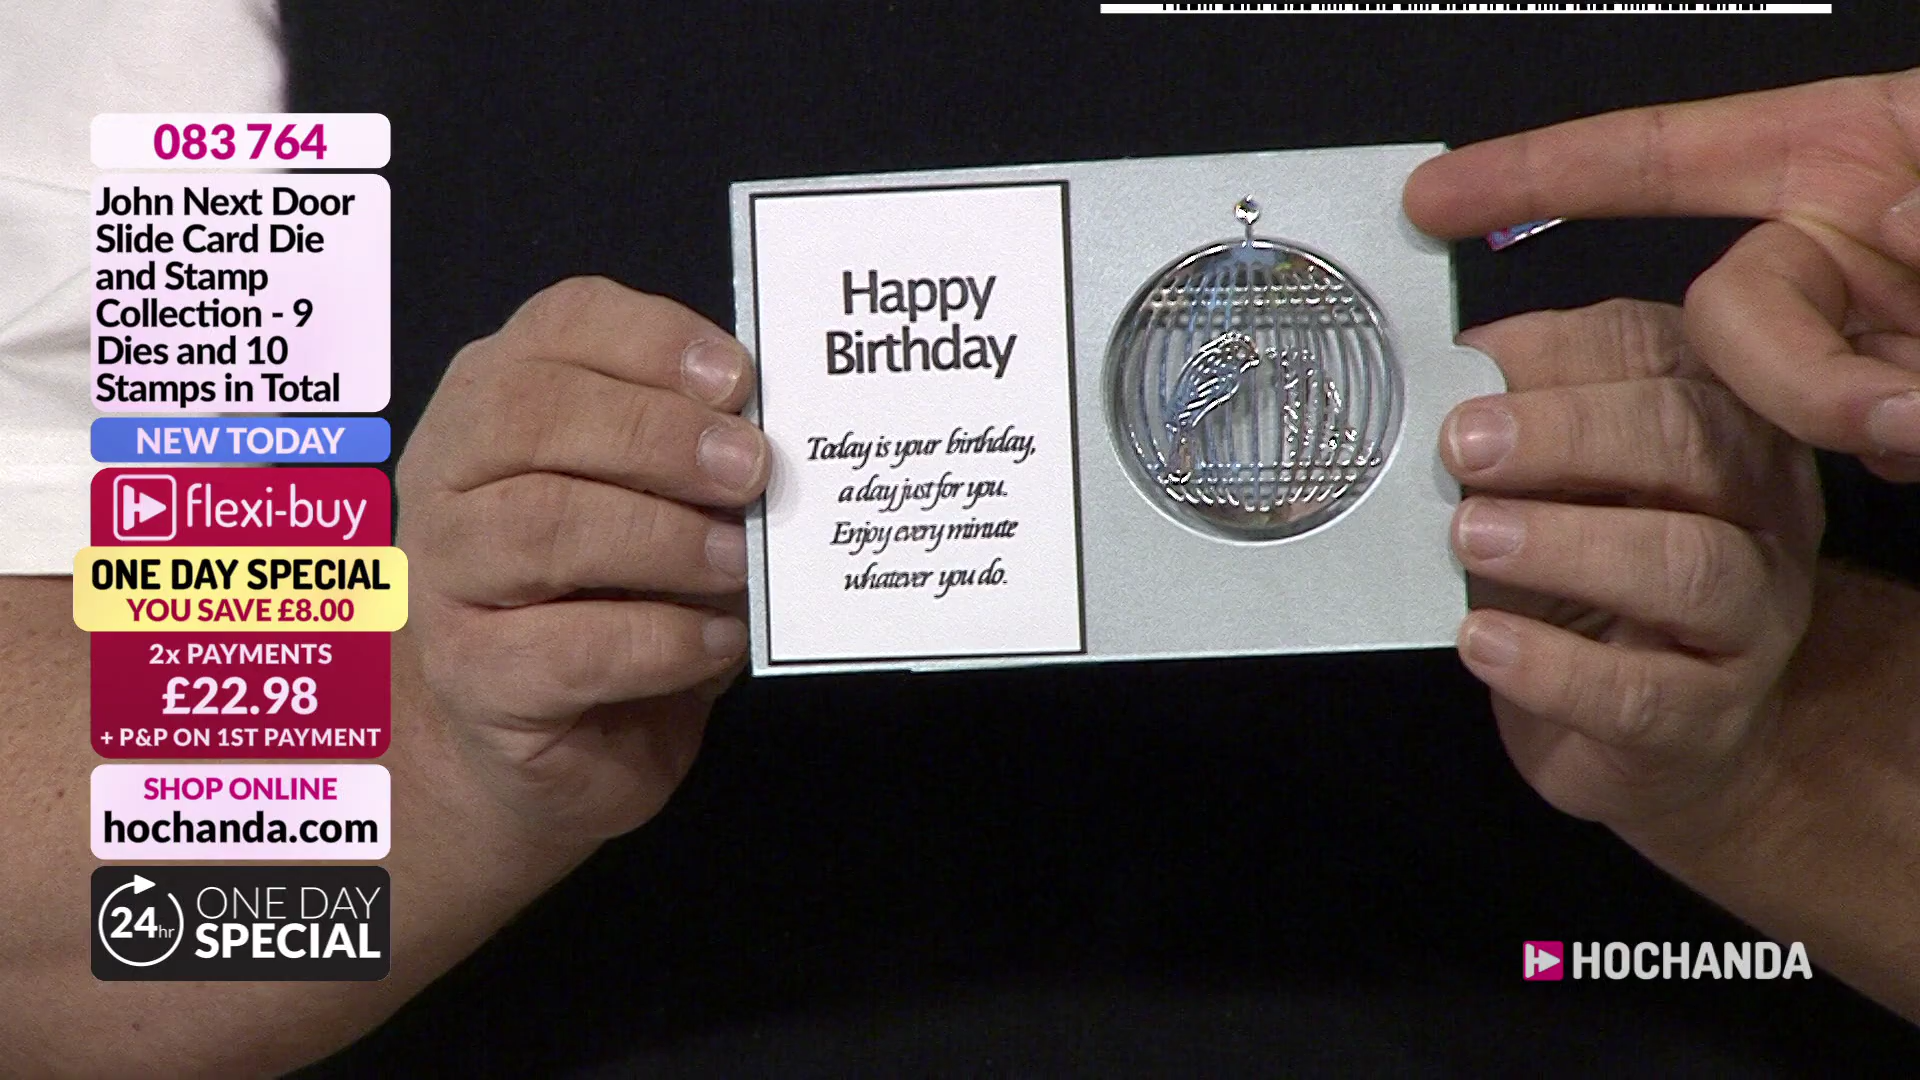 083 764
John Next Door
Slide Card Die
and Stamp
Collection - 9
Dies and 10
Stamps in Total
NEW TODAY
flexi-buy
ONE DAY SPECIAL
YOU SAVE £8.00
2x PAYMENTS
£22.98
+ P&P ON 1ST PAYMENT
SHOP ONLINE
hochanda.com
24hr
ONE DAY
SPECIAL
Happy
Birthday
Today is your birthday,
a day just for you.
Enjoy every minute
whatever you do.
HOCHANDA